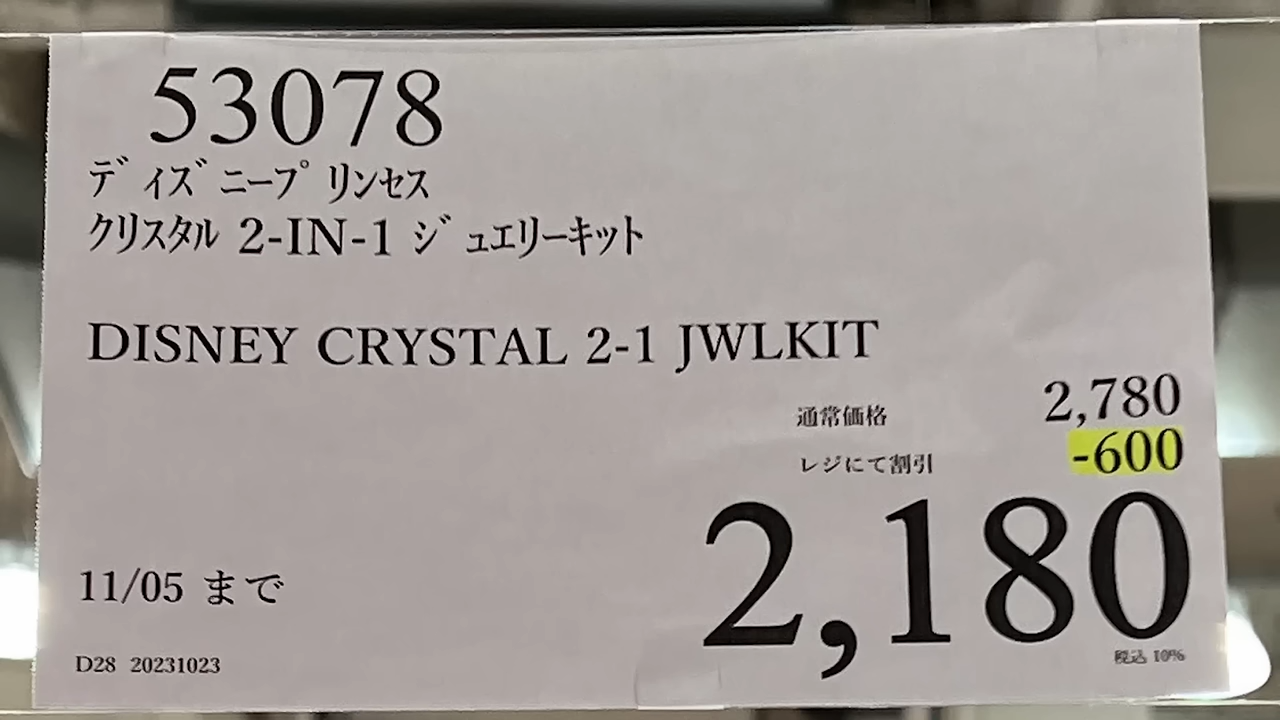 53078
ディズニープリンセス
クリスタル 2-IN-1 ジュエリーキット
DISNEY CRYSTAL 2-1 JWLKIT
通常価格 2,780
レジにて割引 -600
2,180
税込 10%
11/05 まで
D28 20231023